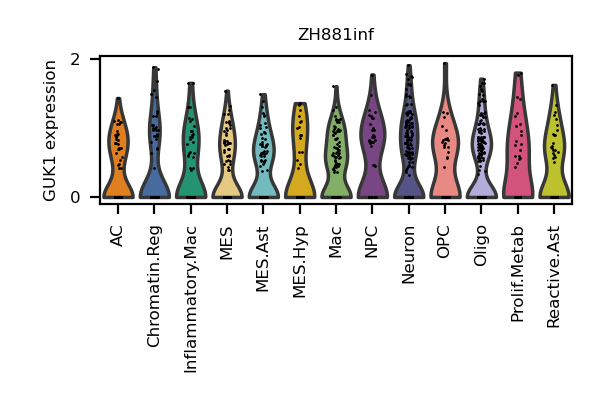 ZH881inf
GUK1 expression
2
0
AC
Chromatin.Reg
Inflammatory.Mac
MES
MES.Ast
MES.Hyp
Mac
NPC
Neuron
OPC
Oligo
Prolif.Metab
Reactive.Ast